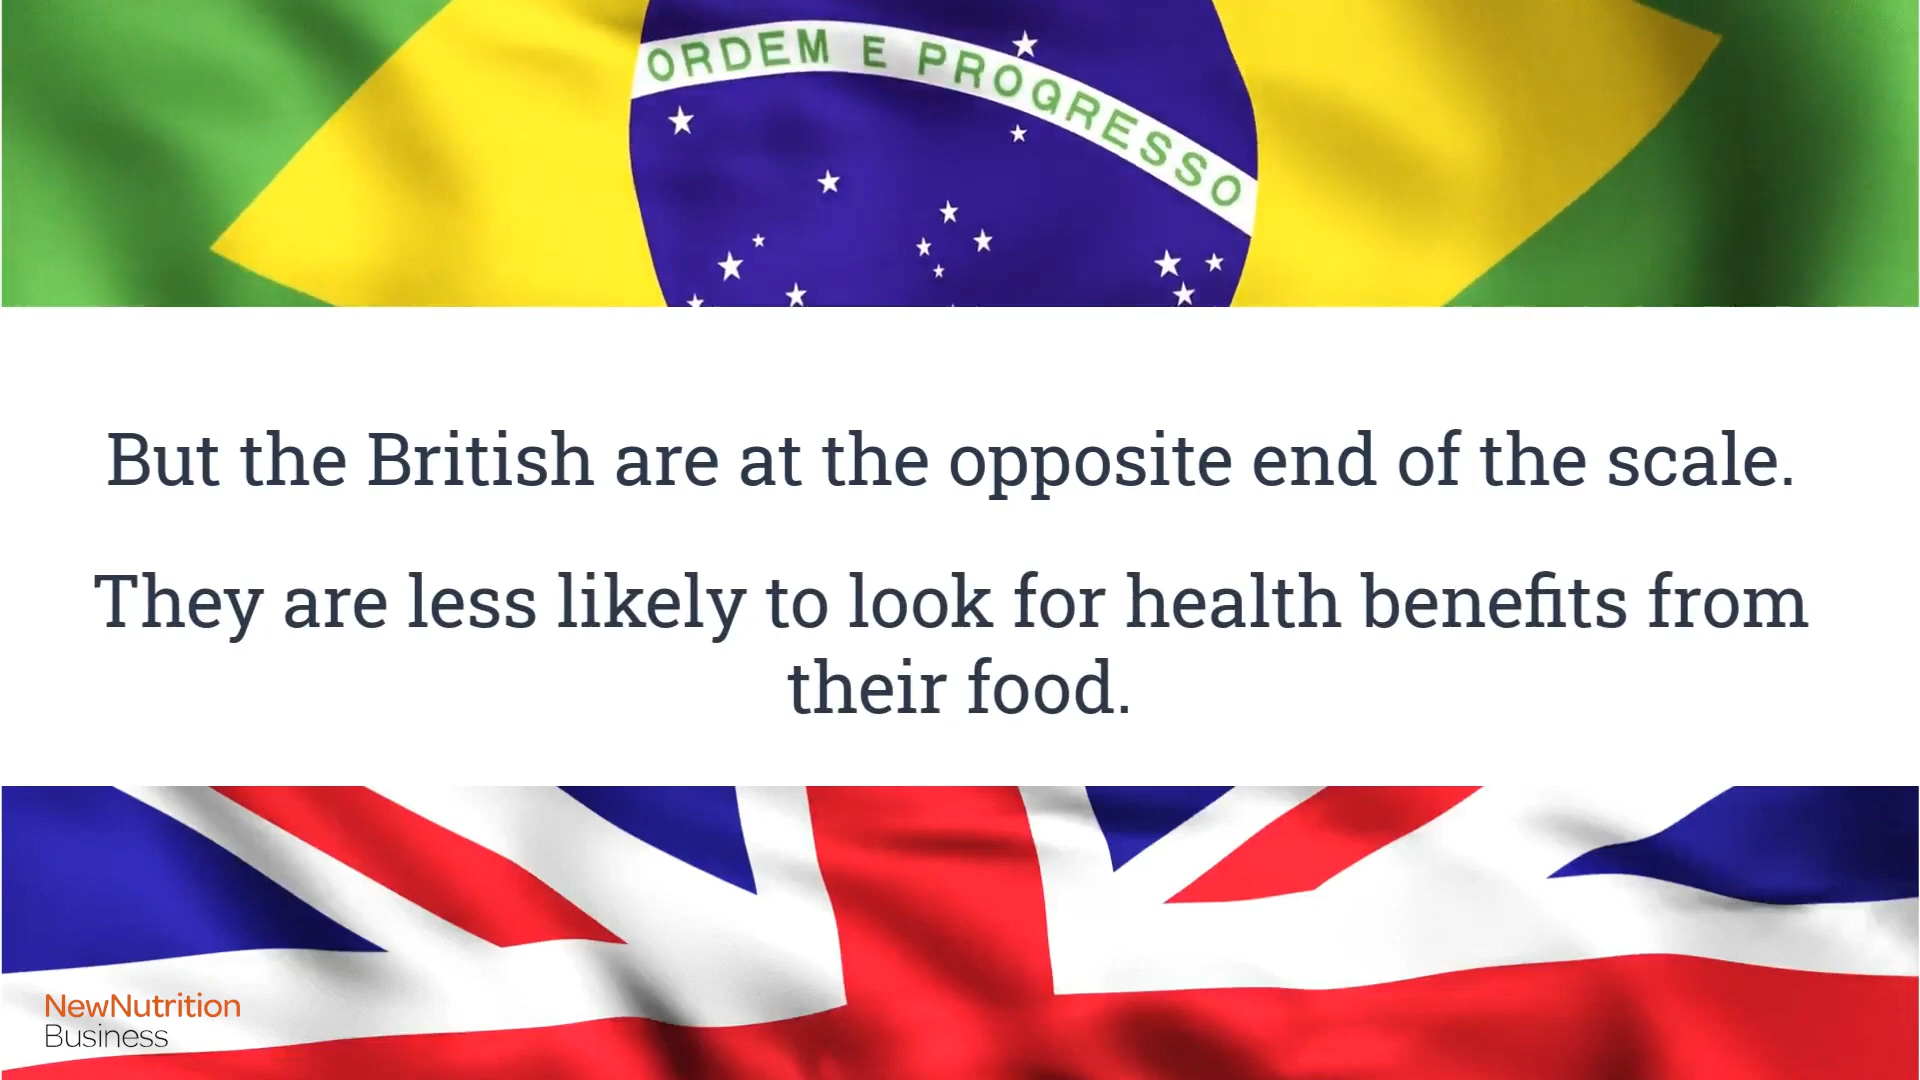 ORDEM E PROGRESSO
But the British are at the opposite end of the scale.
They are less likely to look for health benefits from
their food.
NewNutrition
Business